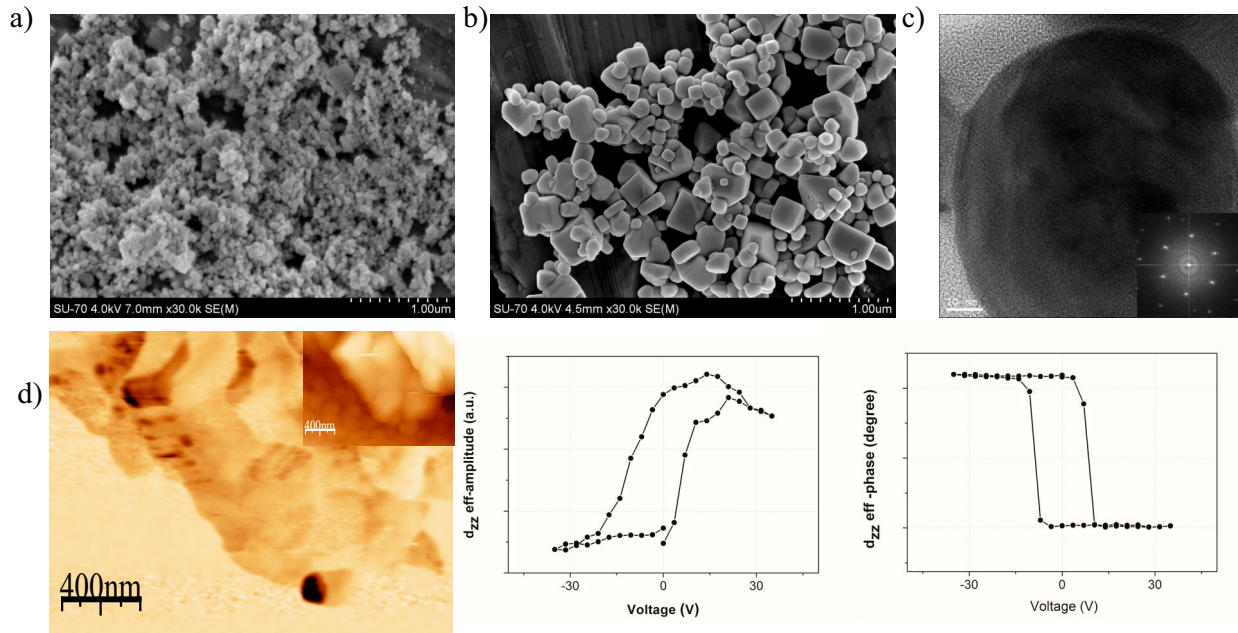 a)
b)
c)
SU-70 4.0kV 7.0mm x30.0k SE(M)
1.00um
SU-70 4.0kV 4.5mm x30.0k SE(M)
1.00um
10 nm
d)
400nm
400nm
dzz eff-amplitude (a.u.)
-30
0
30
Voltage (V)
dzz eff -phase (degree)
-30
0
30
Voltage (V)